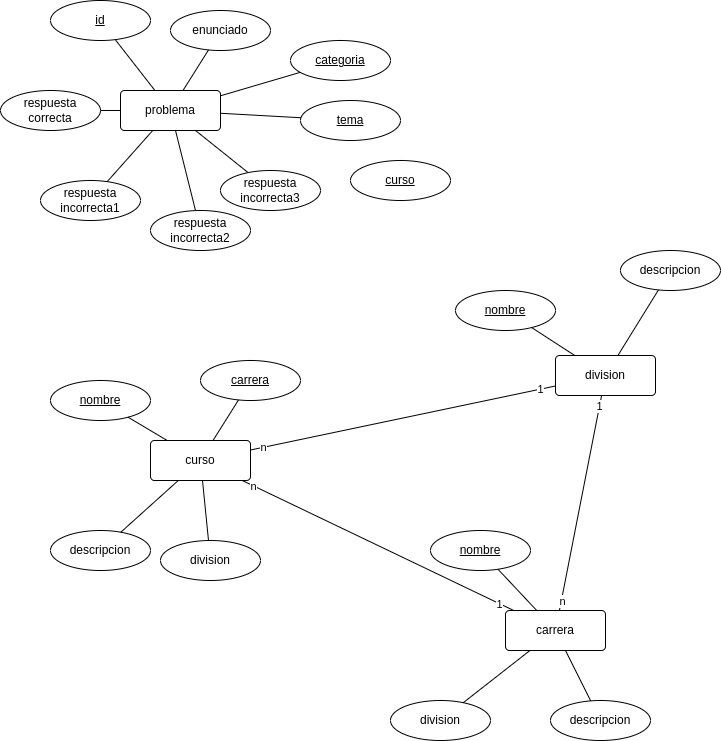 id
enunciado
categoria
problema
respuesta
correcta
tema
respuesta
incorrecta3
curso
respuesta
incorrecta1
respuesta
incorrecta2
descripcion
nombre
division
1
1
carrera
nombre
n
curso
n
descripcion
division
nombre
1
n
carrera
division
descripcion